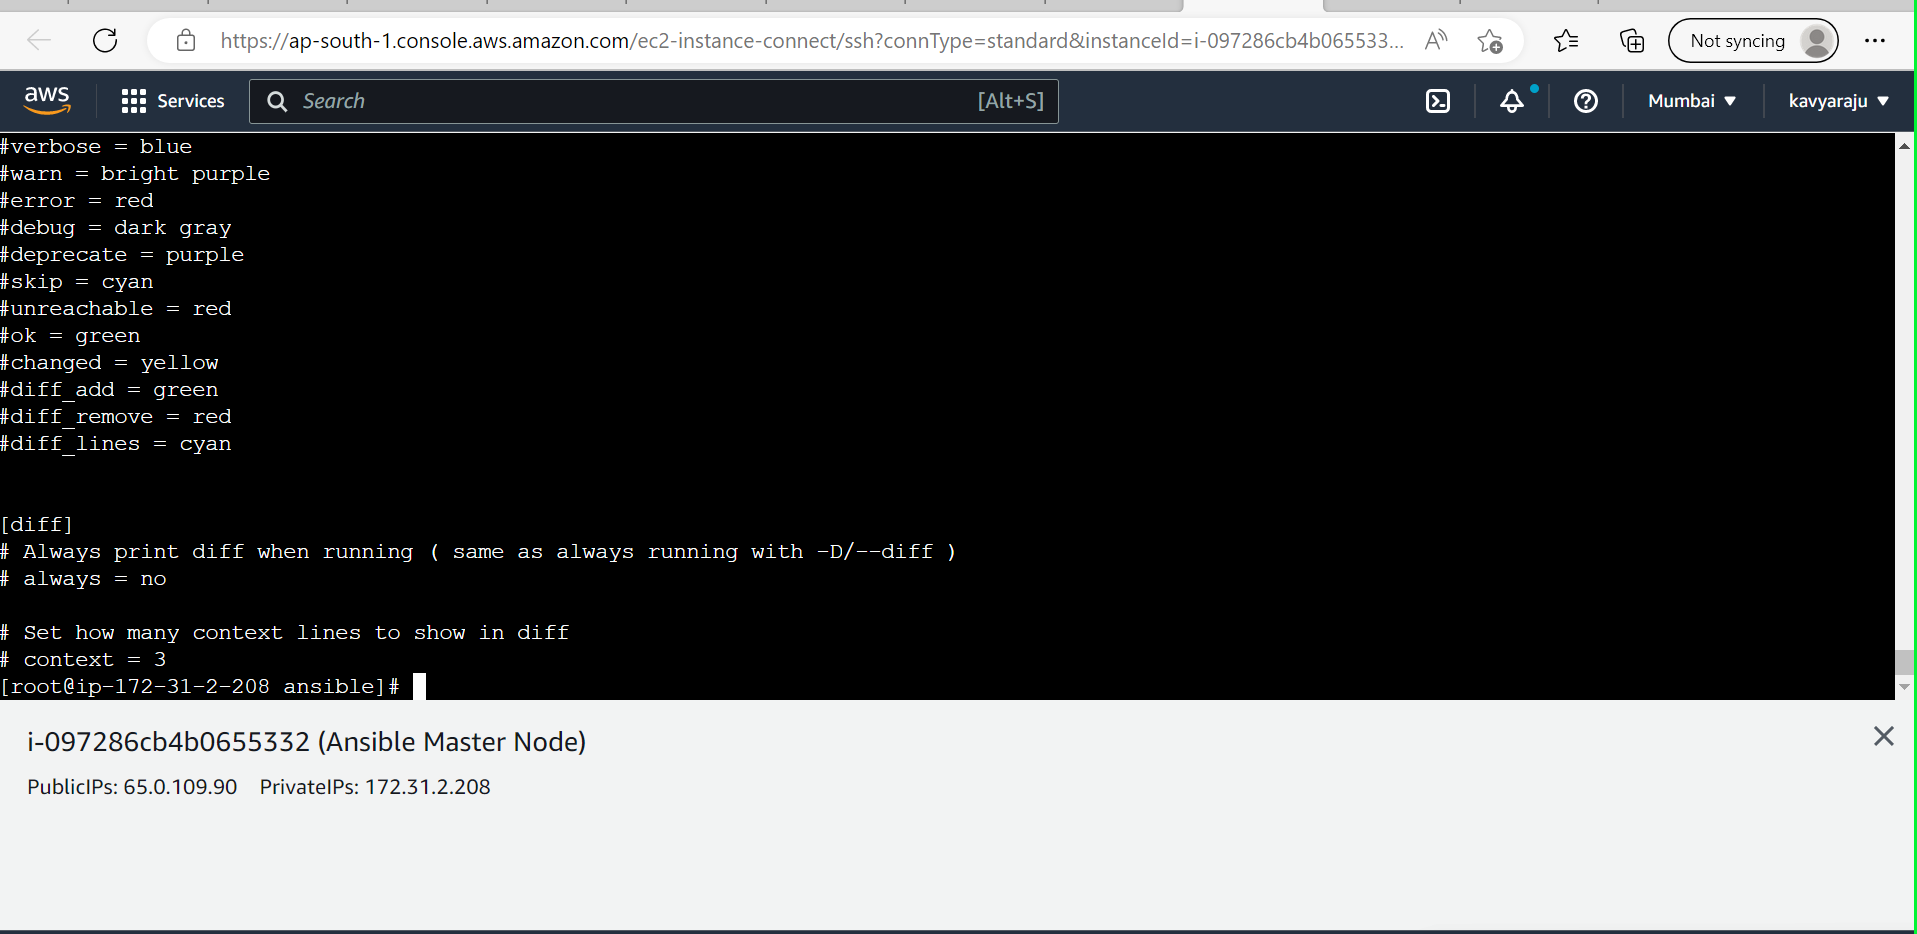 https://ap-south-1.console.aws.amazon.com/ec2-instance-connect/ssh?connType=standard&instanceId=i-097286cb4b065533...
Not syncing
aws
Services
Search
[Alt+S]
Mumbai
kavyaraju
#verbose = blue
#warn = bright purple
#error = red
#debug = dark gray
#deprecate = purple
#skip = cyan
#unreachable = red
#ok = green
#changed = yellow
#diff_add = green
#diff_remove = red
#diff_lines = cyan
[diff]
# Always print diff when running ( same as always running with -D/--diff )
# always = no
# Set how many context lines to show in diff
# context = 3
[root@ip-172-31-2-208 ansible]#
i-097286cb4b0655332 (Ansible Master Node)
PublicIPs: 65.0.109.90 PrivateIPs: 172.31.2.208